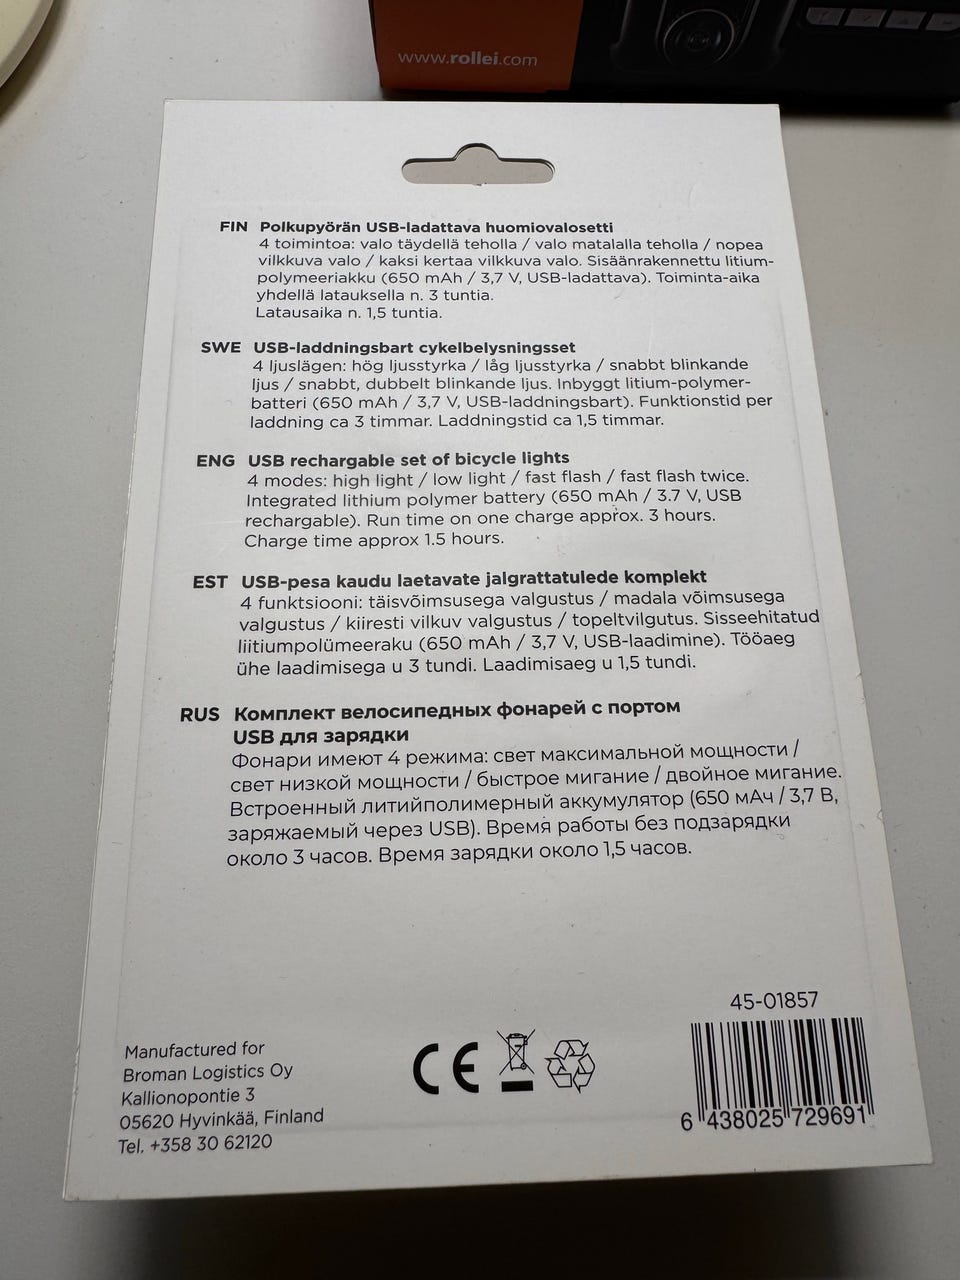 www.rollei.com
FIN Polkupyörän USB-ladattava huomiovalosetti
4 toimintoa: valo täydellä teholla / valo matalalla teholla / nopea
vilkkuva valo / kaksi kertaa vilkkuva valo. Sisäänrakennettu litium-
polymeeriakku (650 mAh / 3,7 V, USB-ladattava). Toiminta-aika
yhdellä latauksella n. 3 tuntia.
Latausaika n. 1,5 tuntia.
SWE USB-laddningsbart cykelbelysningsset
4 ljuslägen: hög ljusstyrka / låg ljusstyrka / snabbt blinkande
ljus / snabbt, dubbelt blinkande ljus. Inbyggt litium-polymer-
batteri (650 mAh / 3,7 V, USB-laddningsbart). Funktionstid per
laddning ca 3 timmar. Laddningstid ca 1,5 timmar.
ENG USB rechargable set of bicycle lights
4 modes: high light / low light / fast flash / fast flash twice.
Integrated lithium polymer battery (650 mAh / 3.7 V, USB
rechargable). Run time on one charge approx. 3 hours.
Charge time approx 1.5 hours.
EST USB-pesa kaudu laetavate jalgrattatulede komplekt
4 funktsiooni: täisvõimsusega valgustus / madala võimsusega
valgustus / kiiresti vilkuv valgustus / topeltvilgutus. Sisseehitatud
liitiumpolümeeraku (650 mAh / 3,7 V, USB-laadimine). Tööaeg
ühe laadimisega u 3 tundi. Laadimisaeg u 1,5 tundi.
RUS Комплект велосипедных фонарей с портом
USB для зарядки
Фонари имеют 4 режима: свет максимальной мощности /
свет низкой мощности / быстрое мигание / двойное мигание.
Встроенный литийполимерный аккумулятор (650 мАч / 3,7 В,
заряжаемый через USB). Время работы без подзарядки
около 3 часов. Время зарядки около 1,5 часов.
Manufactured for
Broman Logistics Oy
Kallionopontie 3
05620 Hyvinkää, Finland
Tel. +358 30 62120
CE
45-01857
6 438025 729691